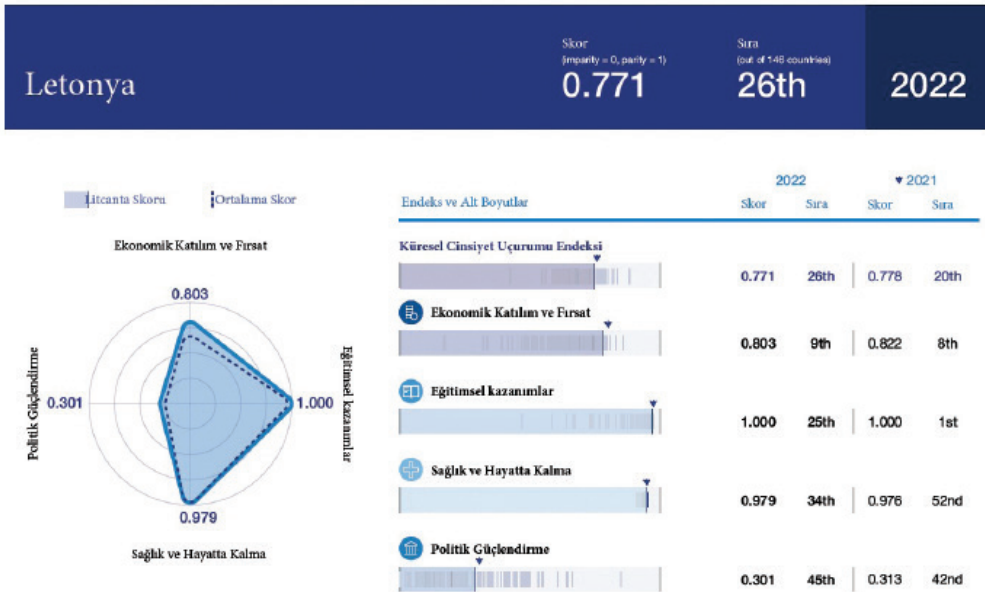 Letonya
Skor
(imparity = 0, parity = 1)
0.771
Sıra
(out of 146 countries)
26th
2022
Litcanta Skoru
Ortalama Skor
Ekonomik Katılım ve Fırsat
0.803
Politik Güçlendirme
0.301
1.000
Eğitimsel kazanımlar
0.979
Sağlık ve Hayatta Kalma
2022
2021
Endeks ve Alt Boyutlar
Skor Sıra Skor Sıra
Küresel Cinsiyet Uçurumu Endeksi
0.771 26th 0.778 20th
Ekonomik Katılım ve Fırsat
0.803 9th 0.822 8th
Eğitimsel kazanımlar
1.000 25th 1.000 1st
Sağlık ve Hayatta Kalma
0.979 34th 0.976 52nd
Politik Güçlendirme
0.301 45th 0.313 42nd